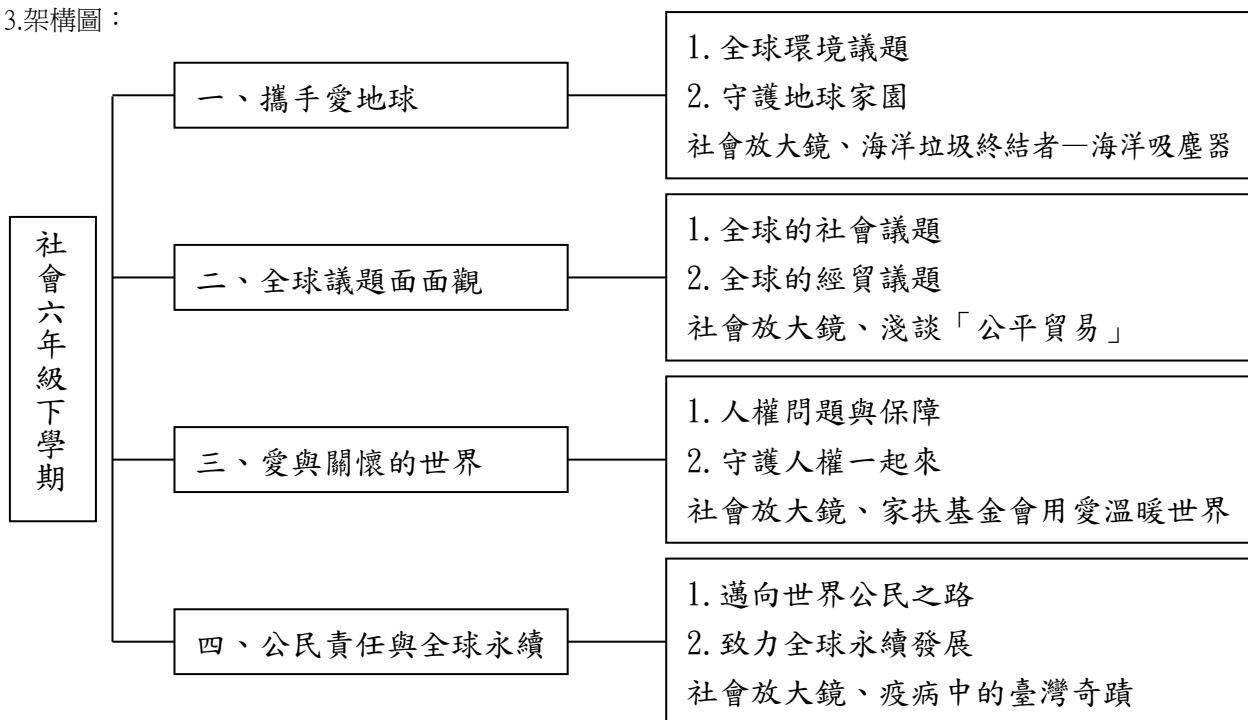 3.架構圖：
社會六年級下學期
一、攜手愛地球
1.全球環境議題
2.守護地球家園
社會放大鏡、海洋垃圾終結者—海洋吸塵器
二、全球議題面面觀
1.全球的社會議題
2.全球的經貿議題
社會放大鏡、淺談「公平貿易」
三、愛與關懷的世界
1.人權問題與保障
2.守護人權一起來
社會放大鏡、家扶基金會用愛溫暖世界
四、公民責任與全球永續
1.邁向世界公民之路
2.致力全球永續發展
社會放大鏡、疫病中的臺灣奇蹟